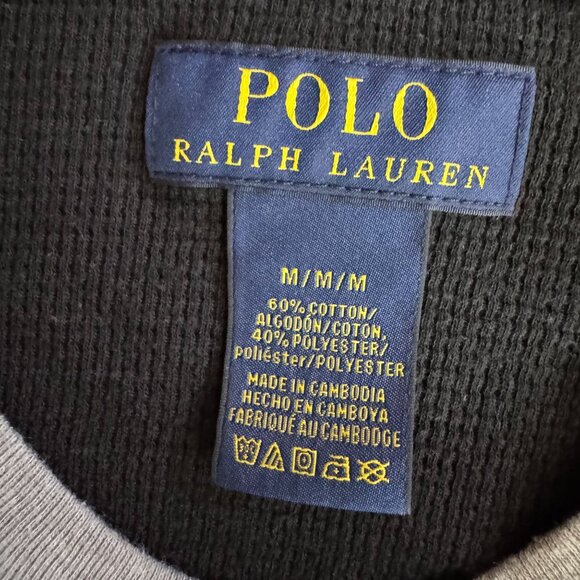 POLO
RALPH LAUREN
M/M/M
60% COTTON/
ALGODÓN/COTON,
40% POLYESTER/
poliéster/POLYESTER
MADE IN CAMBODIA
HECHO EN CAMBOYA
FABRIQUÉ AU CAMBODGE